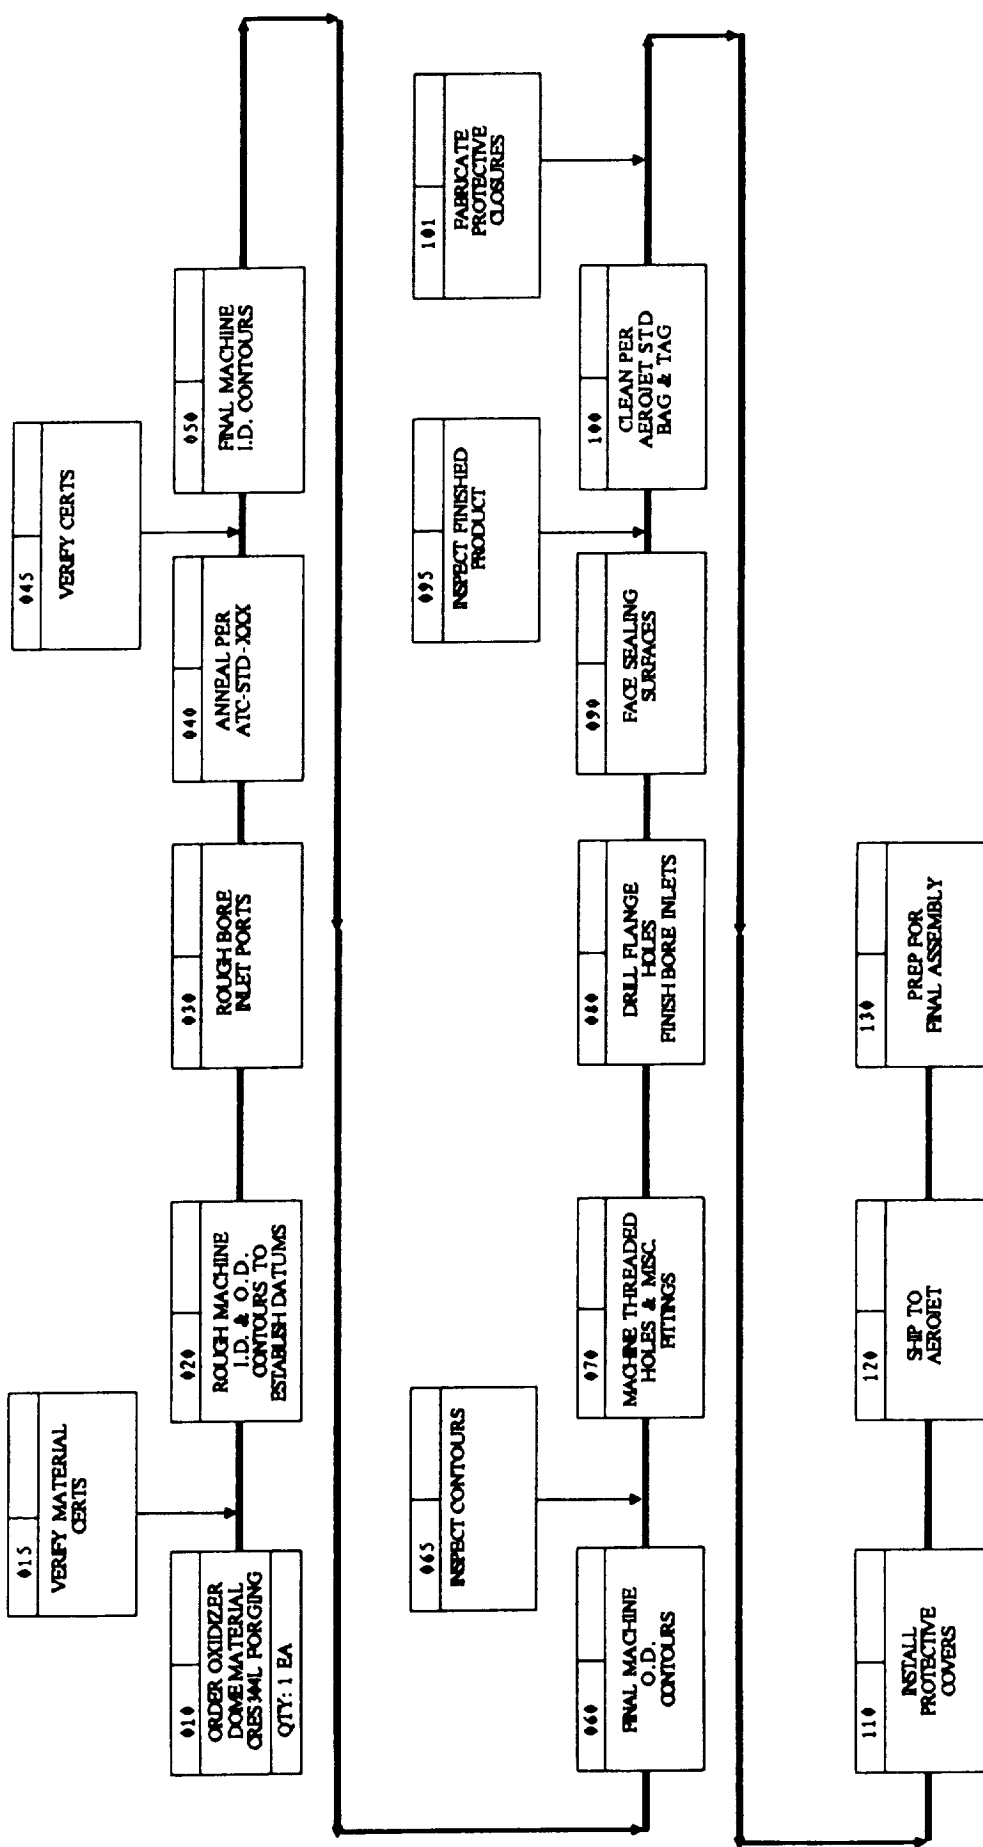 015
VERIFY MATERIAL
CERTS
045
VERIFY CERTS
010
ORDER OXIDIZER
DOME MATERIAL
CRES 304L FORGING
QTY: 1 EA
020
ROUGH MACHINE
I.D. & O.D.
CONTOURS TO
ESTABLISH DATUMS
030
ROUGH BORE
INLET PORTS
040
ANNEAL PER
ATC-STD-XXX
050
FINAL MACHINE
I.D. CONTOURS
065
INSPECT CONTOURS
095
INSPECT FINISHED
PRODUCT
101
FABRICATE
PROTECTIVE
CLOSURES
060
FINAL MACHINE
O.D.
CONTOURS
070
MACHINE THREADED
HOLES & MISC.
FITTINGS
080
DRILL FLANGE
HOLES
FINISH BORE INLETS
090
FACE SEALING
SURFACES
100
CLEAN PER
AEROJET STD
BAG & TAG
110
INSTALL
PROTECTIVE
COVERS
120
SHIP TO
AEROJET
130
PREP FOR
FINAL ASSEMBLY